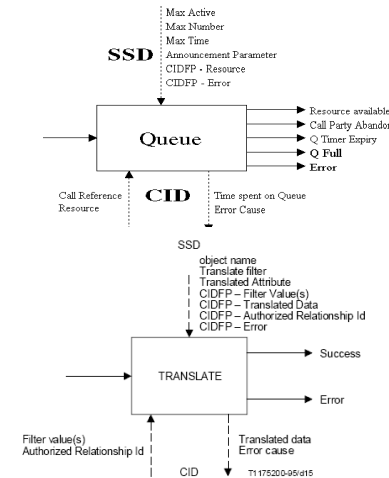 Max Active
Max Number
Max Time
Announcement Parameter
CIDFP - Resource
CIDFP - Error
SSD
Queue
Resource available
Call Party Abandon
Q Timer Expiry
Q Full
Error
Call Reference
Resource
CID
Time spent on Queue
Error Cause
SSD
object name
Translate filter
Translated Attribute
CIDFP – Filter Value(s)
CIDFP – Translated Data
CIDFP – Authorized Relationship Id
CIDFP – Error
TRANSLATE
Success
Error
Filter value(s)
Authorized Relationship Id
Translated data
Error cause
CID
T1175200-95/d15